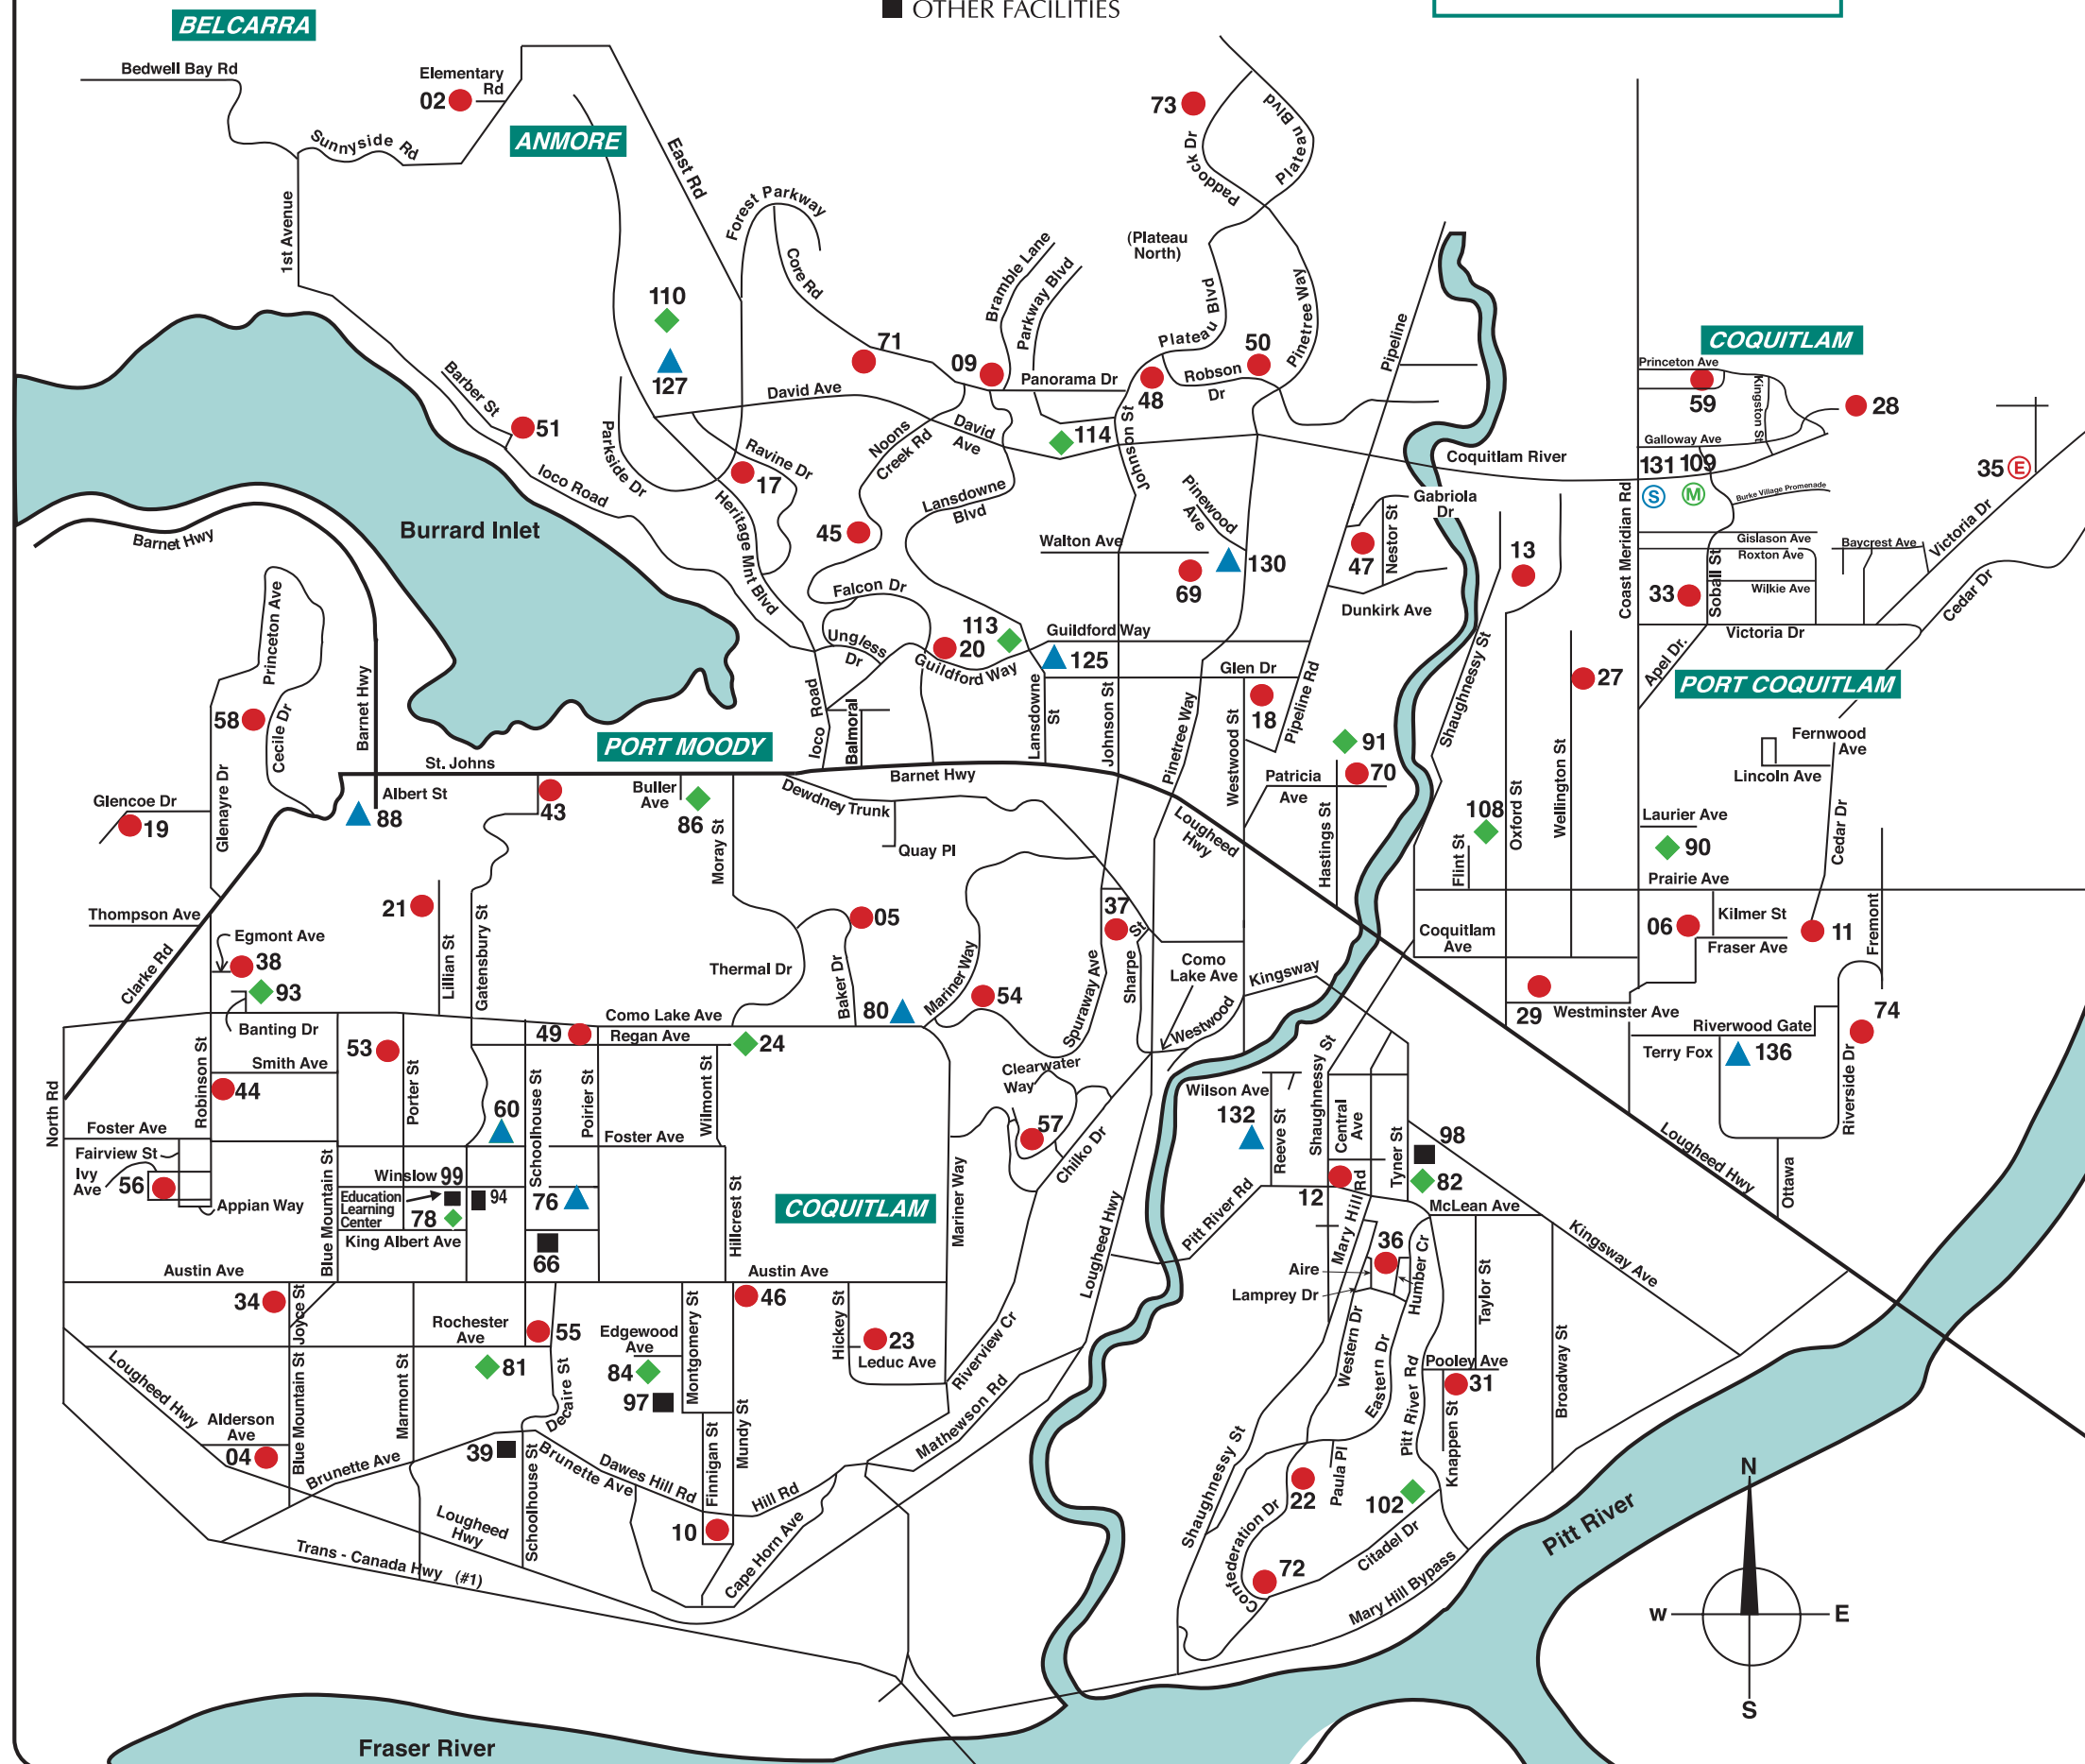 OTHER FACILITIES
BELCARRA
Bedwell Bay Rd
Elementary
Rd
02
Sunnyside Rd
ANMORE
1st Avenue
East Rd
Forest Parkway
Core Rd
73
Paddock Dr
Plateau Blvd
Plateau
(Plateau
North)
Bramble Lane
Parkway Blvd
Plateau Blvd
Pinetree Way
Pipeline
110
127
71
09
Panorama Dr
48
Robson
Dr
50
David Ave
David
Ave
114
Johnson St
Barber St
51
Ioco Road
Parkside Dr
Ravine Dr
17
Heritage Mnt Blvd
Noons
Creek Rd
Lansdowne
Blvd
45
Coquitlam River
COQUITLAM
Princeton Ave
59
Kingston St
28
Galloway Ave
131
109
S
M
Burke Village Promenade
35
E
Victoria Dr
Coast Meridian Rd
Gislason Ave
Roxton Ave
Baycrest Ave
33
Soball St
Wilkie Ave
Cedar Dr
Victoria Dr
Apel Dr.
PORT COQUITLAM
Burrard Inlet
Barnet Hwy
Walton Ave
69
Pinewood
Ave
130
Gabriola
Dr
47
Nestor St
Dunkirk Ave
13
27
Falcon Dr
Ungless
Dr
20
113
Guildford Way
Guildford Way
125
Glen Dr
18
Pipeline Rd
Shaughnessy St
Princeton Ave
58
Cecile Dr
Barnet Hwy
Glenayre Dr
PORT MOODY
St. Johns
Ioco Road
Balmoral
Barnet Hwy
Lansdowne
St
Johnson St
Pinetree Way
Westwood St
91
70
Patricia
Ave
Hastings St
Lougheed
Hwy
Fernwood
Ave
Lincoln Ave
Glencoe Dr
19
Albert St
88
43
Buller
Ave
86
Moray St
Dewdney Trunk
Quay Pl
108
Flint St
Oxford St
Wellington St
Laurier Ave
90
Cedar Dr
Prairie Ave
Thompson Ave
Clarke Rd
Egmont Ave
38
93
Banting Dr
21
Lillian St
Gatensbury St
Thermal Dr
05
Baker Dr
80
Mariner Way
54
37
Sharpe St
Spuraway Ave
Como
Lake Ave
Kingsway
Westwood
Coquitlam
Ave
06
Kilmer St
Fraser Ave
11
Fremont
29
Westminster Ave
Riverwood Gate
74
Terry Fox
136
Riverside Dr
Como Lake Ave
49
Regan Ave
24
53
Smith Ave
44
Robinson St
Porter St
North Rd
Foster Ave
60
Schoolhouse St
Poirier St
Wilmont St
Foster Ave
Clearwater
Way
57
Chilko Dr
Wilson Ave
132
Reeve St
Shaughnessy St
Central
Ave
Tyner St
98
82
Lougheed Hwy
Ottawa
Fairview St
Ivy
Ave
56
Appian Way
Blue Mountain St
Winslow
99
Education
Learning
Center
94
78
King Albert Ave
76
66
Hillcrest St
COQUITLAM
Mariner Way
Lougheed Hwy
Pitt River Rd
12
Mary Hill Rd
McLean Ave
Kingsway Ave
36
Aire
Lamprey Dr
Humber Cr
Taylor St
Austin Ave
Austin Ave
34
Joyce St
Rochester
Ave
55
Edgewood
Ave
Montgomery St
46
Hickey St
23
Leduc Ave
Riverview Cr
Western Dr
Eastern Dr
Pooley Ave
31
Broadway St
Lougheed Hwy
Alderson
Ave
04
Blue Mountain St
Marmont St
81
Decaire St
84
97
Mundy St
Finnigan St
Mathewson Rd
Shaughnessy St
Pitt River Rd
Knappen St
39
Brunette Ave
Brunette Ave
Dawes Hill Rd
Hill Rd
10
Schoolhouse St
Lougheed
Hwy
Cape Horn Ave
Trans - Canada Hwy (#1)
22
Paula Pl
102
Confederation Dr
Citadel Dr
72
Mary Hill Bypass
Pitt River
N
W
E
S
Fraser River